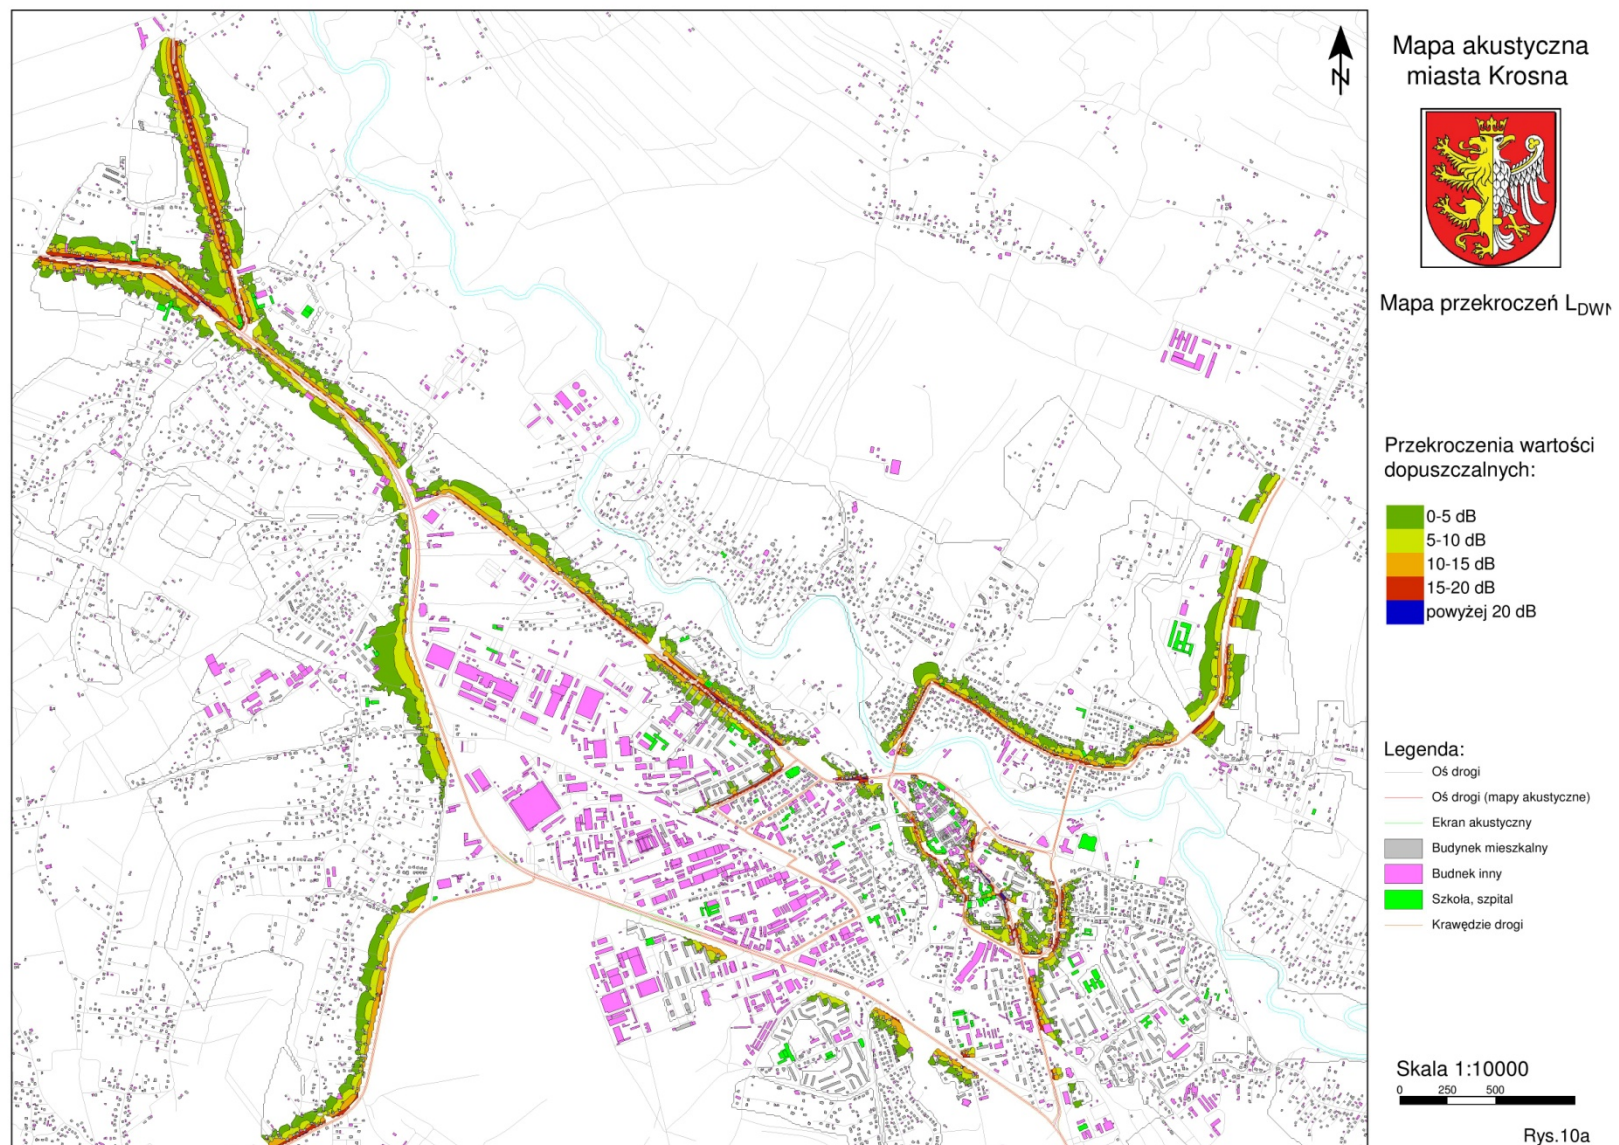 N
Mapa akustyczna
miasta Krosna
Mapa przekroczeń L_DWN
Przekroczenia wartości
dopuszczalnych:
0-5 dB
5-10 dB
10-15 dB
15-20 dB
powyżej 20 dB
Legenda:
Oś drogi
Oś drogi (mapy akustyczne)
Ekran akustyczny
Budynek mieszkalny
Budnek inny
Szkoła, szpital
Krawędzie drogi
Skala 1:10000
0 250 500
Rys.10a